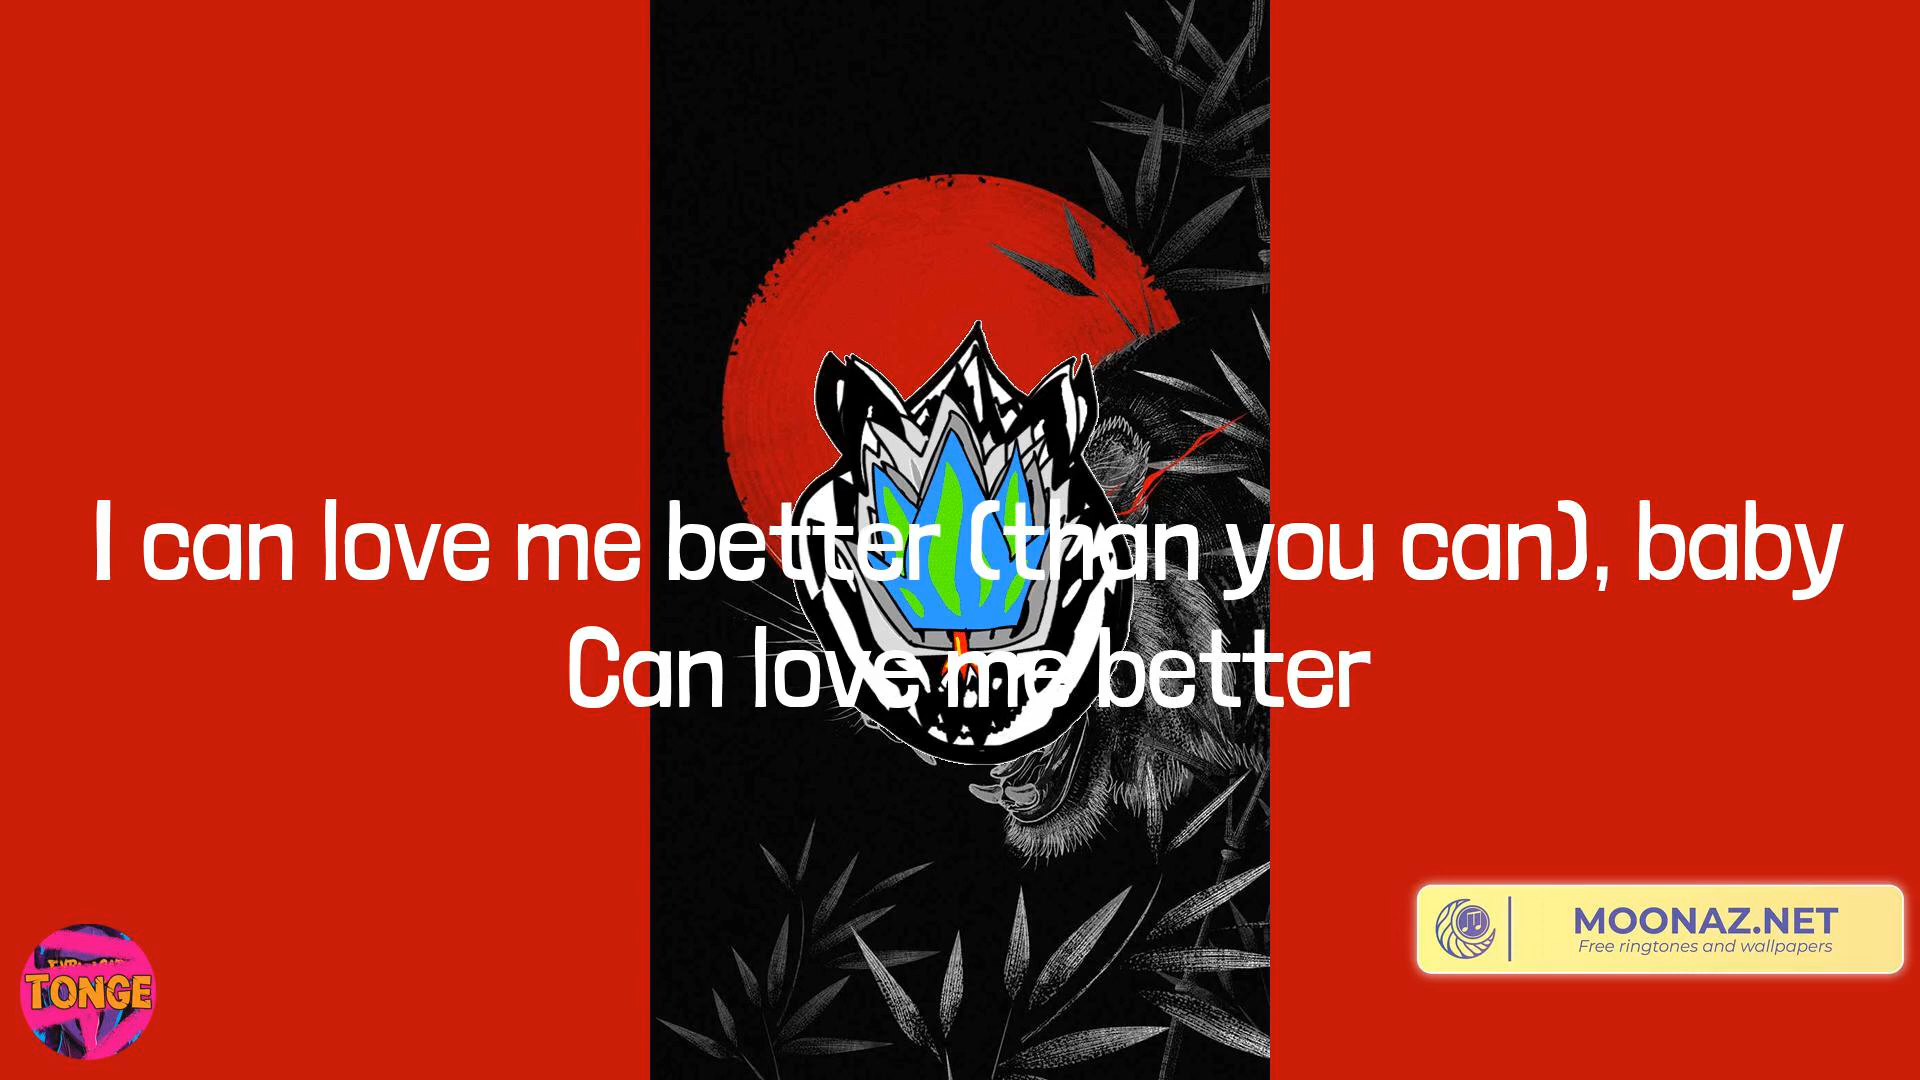 I can love me better (than you can), baby
Can love me better
MOONAZ.NET
Free ringtones and wallpapers
TONGE